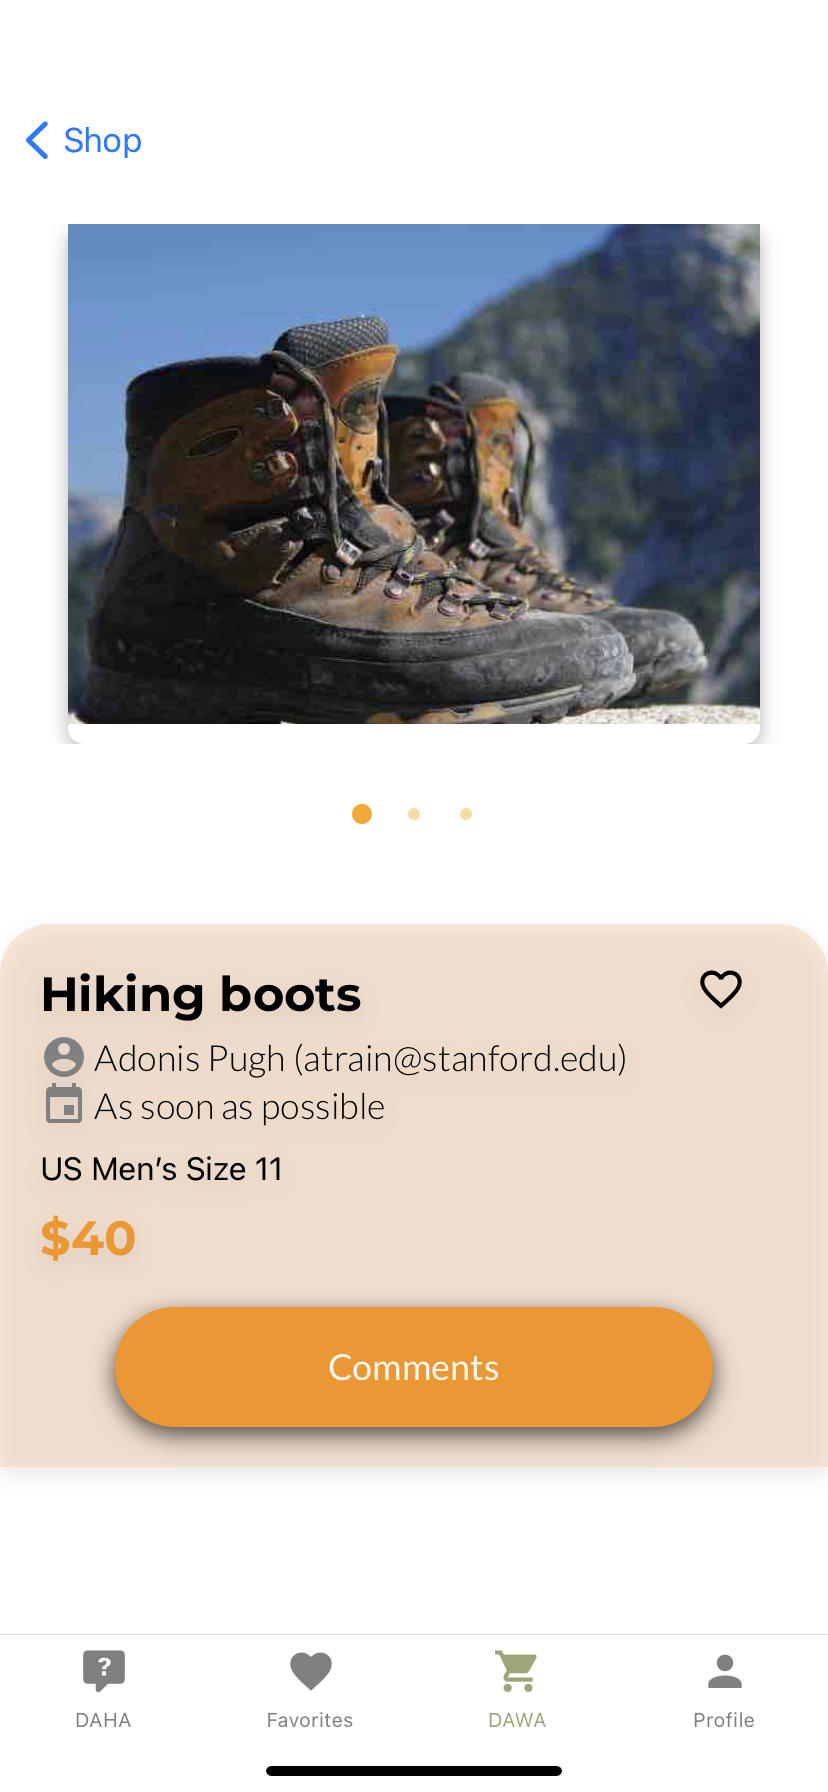 Shop
Hiking boots
Adonis Pugh (atrain@stanford.edu)
As soon as possible
US Men’s Size 11
$40
Comments
?
DAHA Favorites DAWA Profile